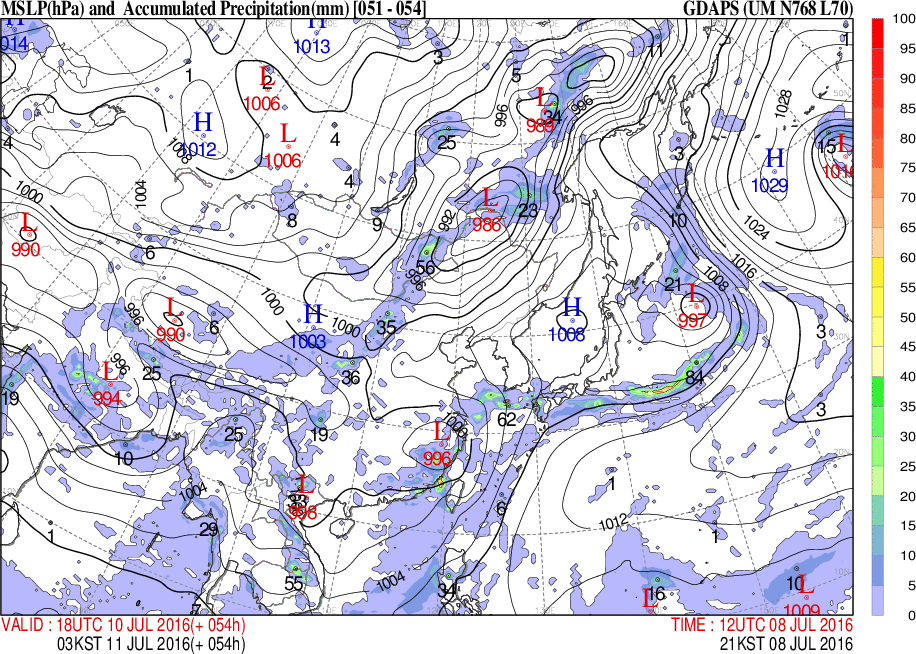 MSLP(hPa) and Accumulated Precipitation(mm) [051 - 054] GDAPS (UM N768 L70)
H H
014 1013 3 11 1
1 L 2 5 1028
1006 996 L 996
H L 4 989 34
4 1012 1008 1006 25 3 H 15 L
1029 101
1004 4 L
1000 8 9 992 986 23 10 1024
L
990 6 56 1016
996 21 1008
996 L 1000 H 1000 H L
990 6 1003 35 1008 997 3
996 L 25 36 84
19 994 62 3
25 19 1008 L
10 996
1004 L 1
998 6 1012
1 29 1
55 1004 34 16 10 L
7 L 1009
100
95
90
85
80
75
70
65
60
55
50
45
40
35
30
25
20
15
10
5
0
VALID : 18UTC 10 JUL 2016(+ 054h) TIME : 12UTC 08 JUL 2016
03KST 11 JUL 2016(+ 054h) 21KST 08 JUL 2016